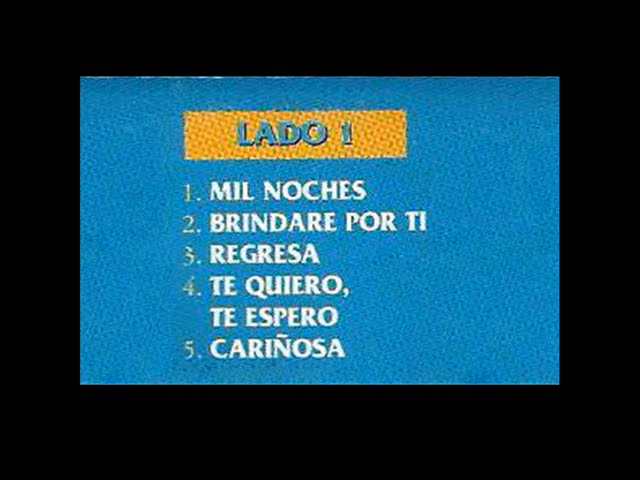 LADO 1
1. MIL NOCHES
2. BRINDARE POR TI
3. REGRESA
4. TE QUIERO,
TE ESPERO
5. CARIÑOSA